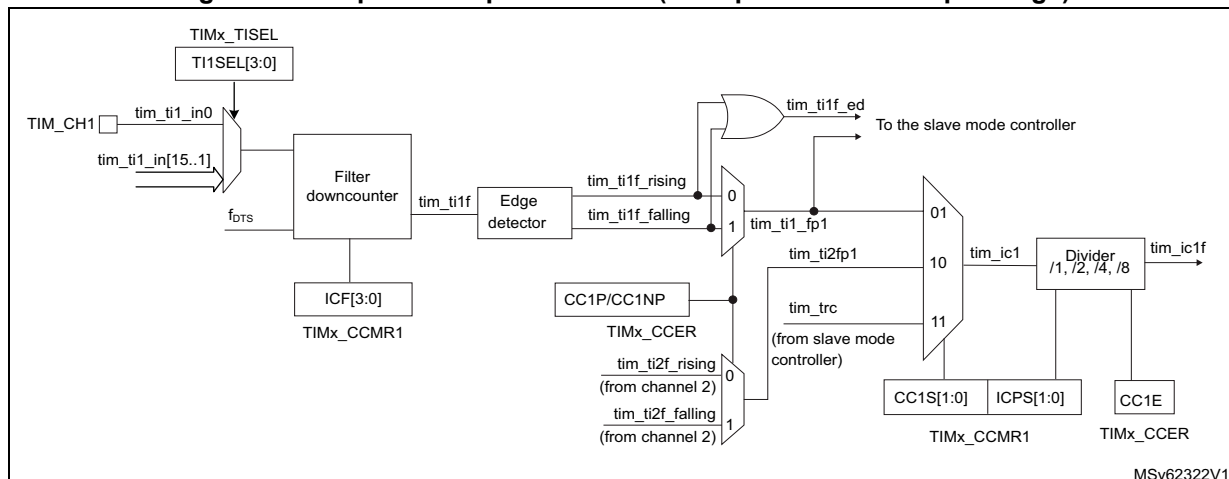 TIMx_TISEL
TI1SEL[3:0]
tim_ti1_in0
TIM_CH1
tim_ti1_in[15..1]
fDTS
Filter
downcounter
ICF[3:0]
TIMx_CCMR1
tim_ti1f
Edge
detector
tim_ti1f_rising
tim_ti1f_falling
0
1
tim_ti1f_ed
To the slave mode controller
tim_ti1_fp1
CC1P/CC1NP
TIMx_CCER
tim_ti2f_rising
(from channel 2)
tim_ti2f_falling
(from channel 2)
0
1
tim_ti2fp1
tim_trc
(from slave mode
controller)
01
10
11
tim_ic1
Divider
/1, /2, /4, /8
tim_ic1f
CC1S[1:0]
ICPS[1:0]
TIMx_CCMR1
CC1E
TIMx_CCER
MSv62322V1